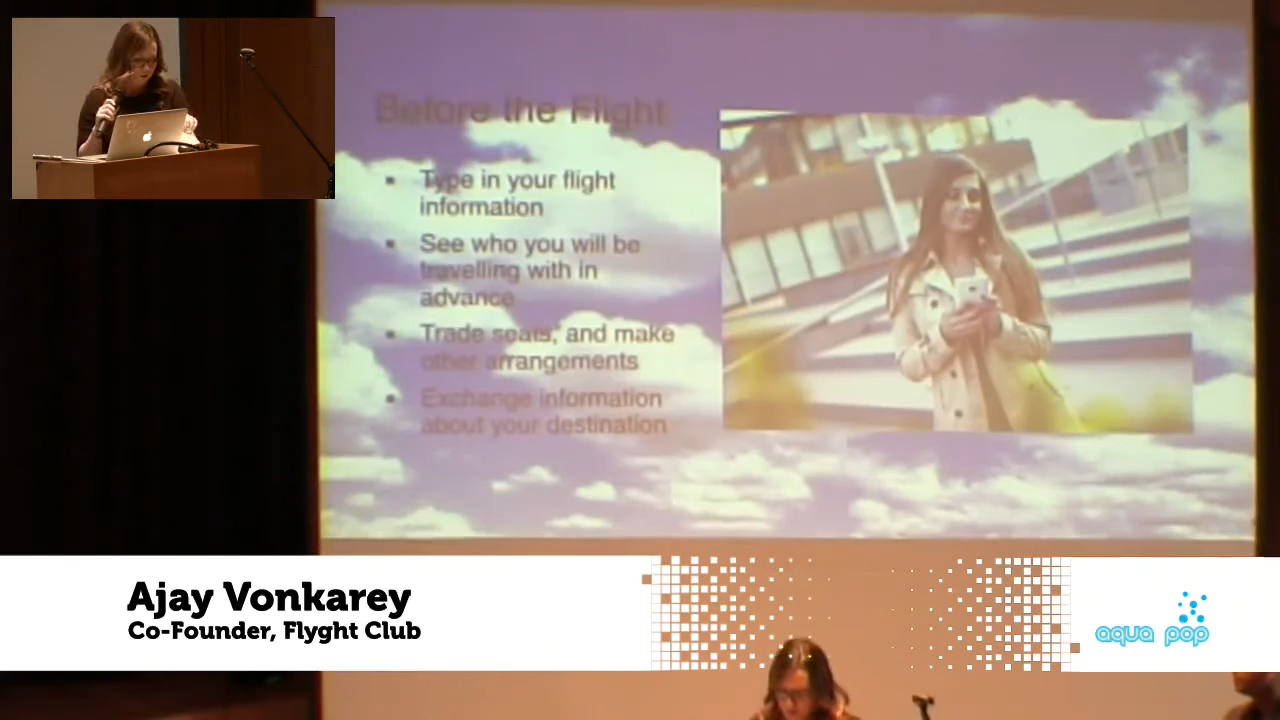 Before the Flight
▪ Type in your flight
information
▪ See who you will be
travelling with in
advance
▪ Trade seats, and make
other arrangements
▪ Exchange information
about your destination
Ajay Vonkarey
Co-Founder, Flyght Club
aqua pop